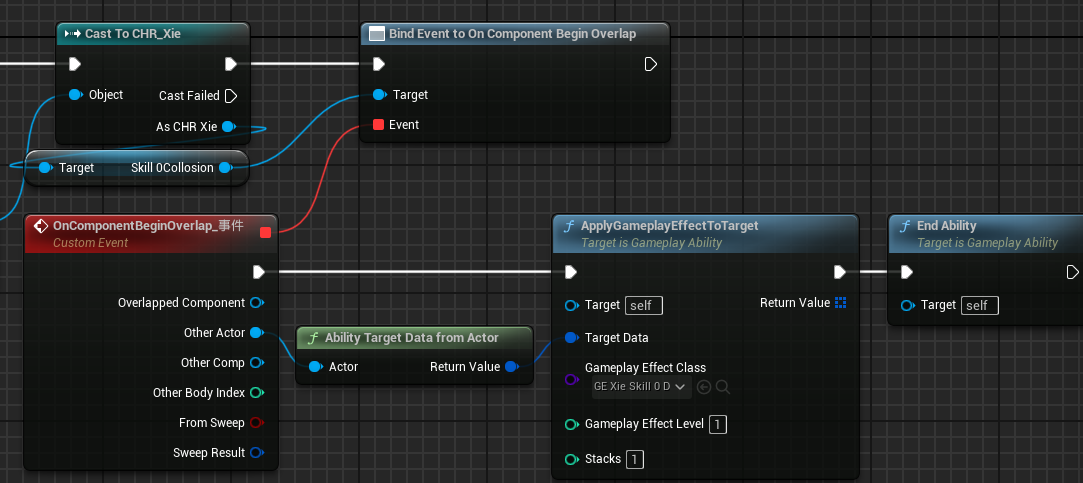 Cast To CHR_Xie
Object
Cast Failed
As CHR Xie
Target
Skill 0Collosion
Bind Event to On Component Begin Overlap
Target
Event
OnComponentBeginOverlap_事件
Custom Event
Overlapped Component
Other Actor
Other Comp
Other Body Index
From Sweep
Sweep Result
Ability Target Data from Actor
Actor
Return Value
ApplyGameplayEffectToTarget
Target is Gameplay Ability
Target
self
Return Value
Target Data
Gameplay Effect Class
GE Xie Skill 0 D
Gameplay Effect Level
1
Stacks
1
End Ability
Target is Gameplay Ability
Target
self